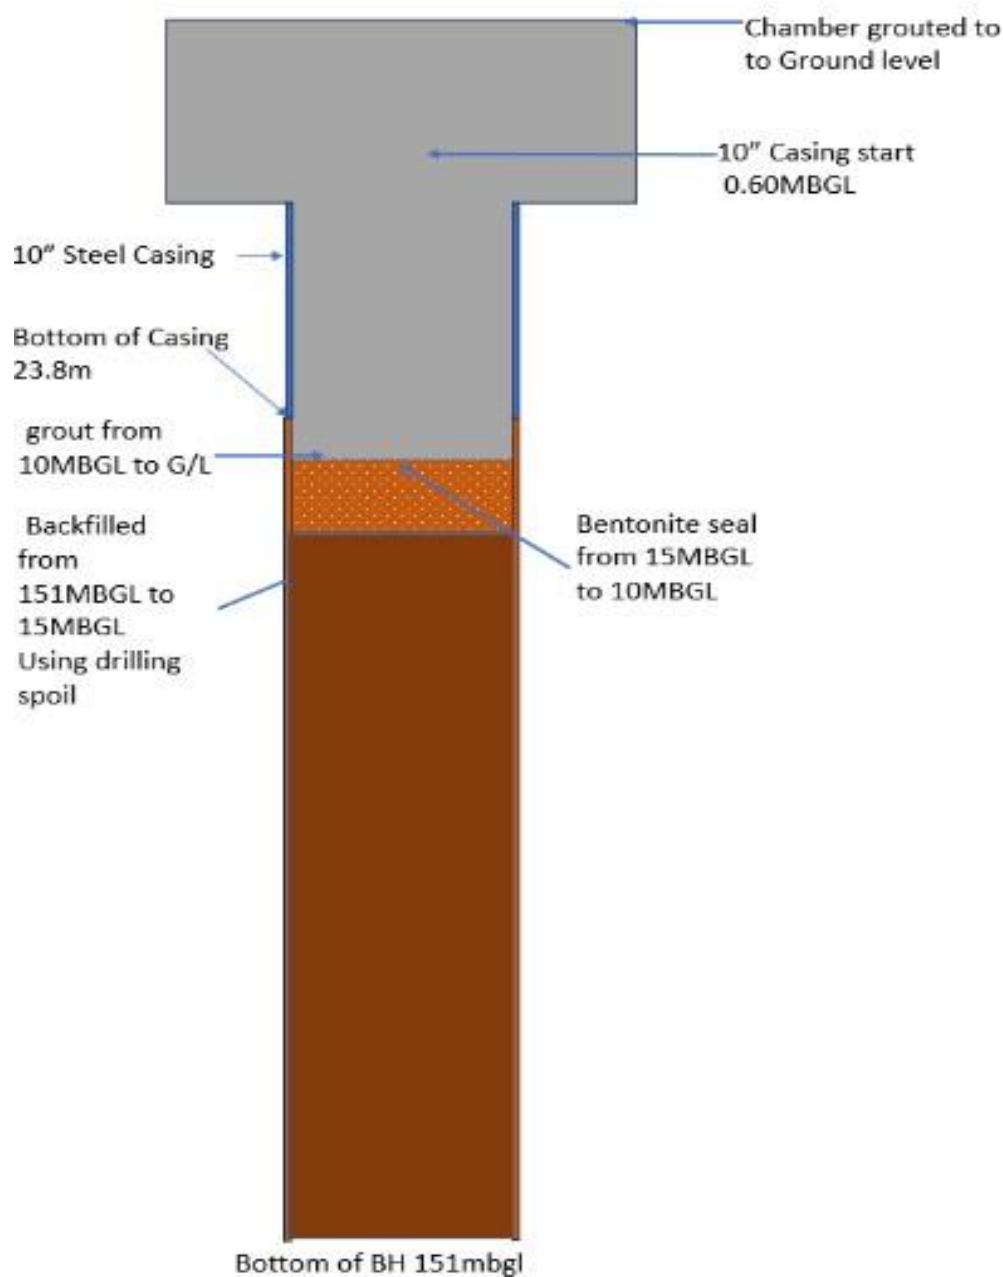 Chamber grouted to
to Ground level
10” Casing start
0.60MBGL
10” Steel Casing
Bottom of Casing
23.8m
grout from
10MBGL to G/L
Backfilled
from
151MBGL to
15MBGL
Using drilling
spoil
Bentonite seal
from 15MBGL
to 10MBGL
Bottom of BH 151mbgl